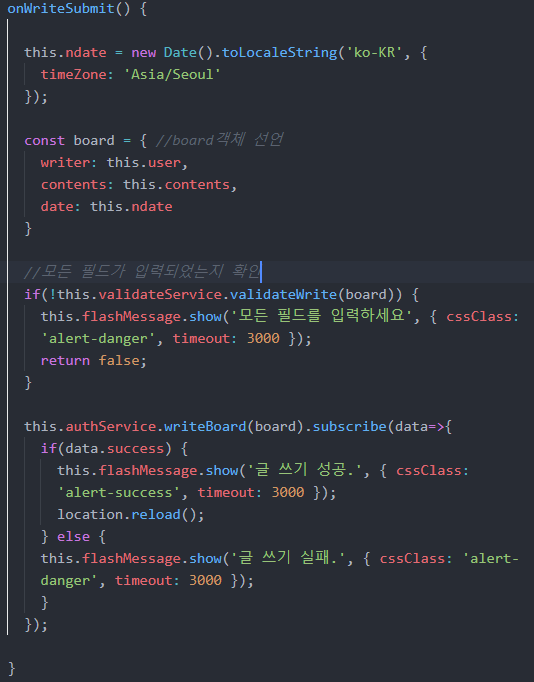 onWriteSubmit() {
this.ndate = new Date().toLocaleString('ko-KR', {
timeZone: 'Asia/Seoul'
});
const board = { //board객체 선언
writer: this.user,
contents: this.contents,
date: this.ndate
}
//모든 필드가 입력되었는지 확인
if(!this.validateService.validateWrite(board)) {
this.flashMessage.show('모든 필드를 입력하세요', { cssClass:
'alert-danger', timeout: 3000 });
return false;
}
this.authService.writeBoard(board).subscribe(data=>{
if(data.success) {
this.flashMessage.show('글 쓰기 성공.', { cssClass:
'alert-success', timeout: 3000 });
location.reload();
} else {
this.flashMessage.show('글 쓰기 실패.', { cssClass: 'alert-
danger', timeout: 3000 });
}
});
}